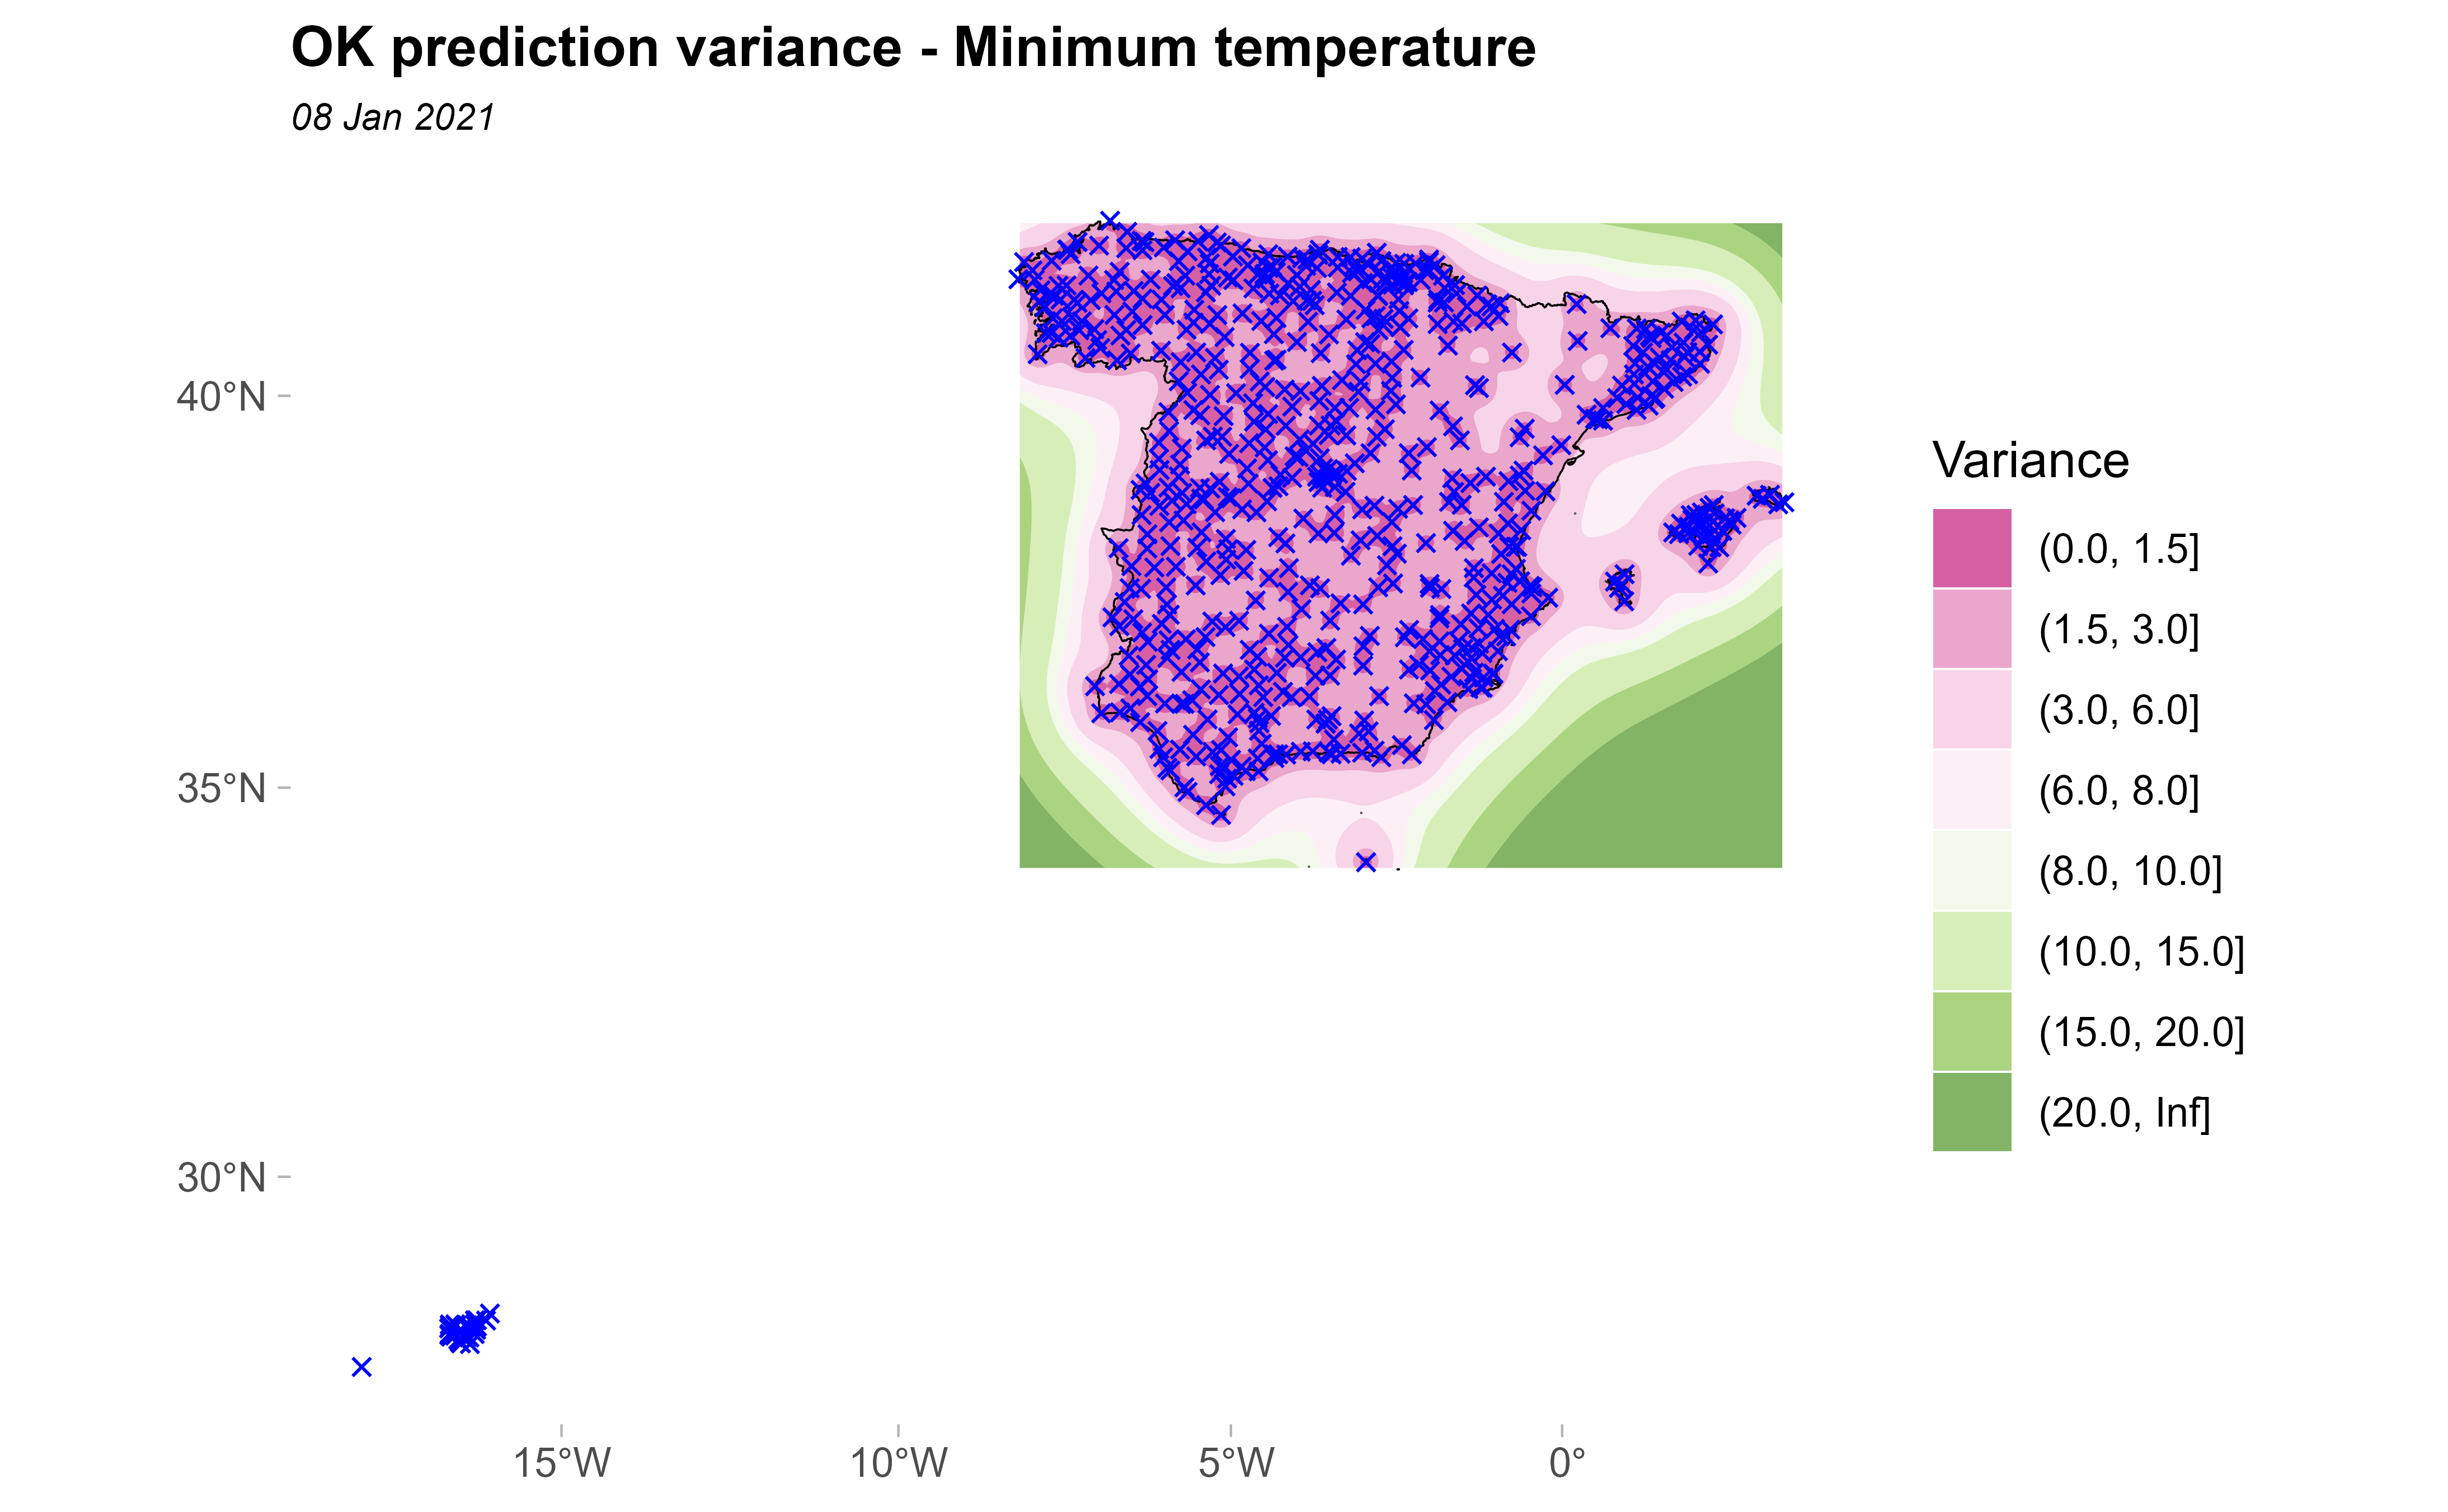 OK prediction variance - Minimum temperature
08 Jan 2021
40°N
35°N
30°N
15°W
10°W
5°W
0°
Variance
(0.0, 1.5]
(1.5, 3.0]
(3.0, 6.0]
(6.0, 8.0]
(8.0, 10.0]
(10.0, 15.0]
(15.0, 20.0]
(20.0, Inf]